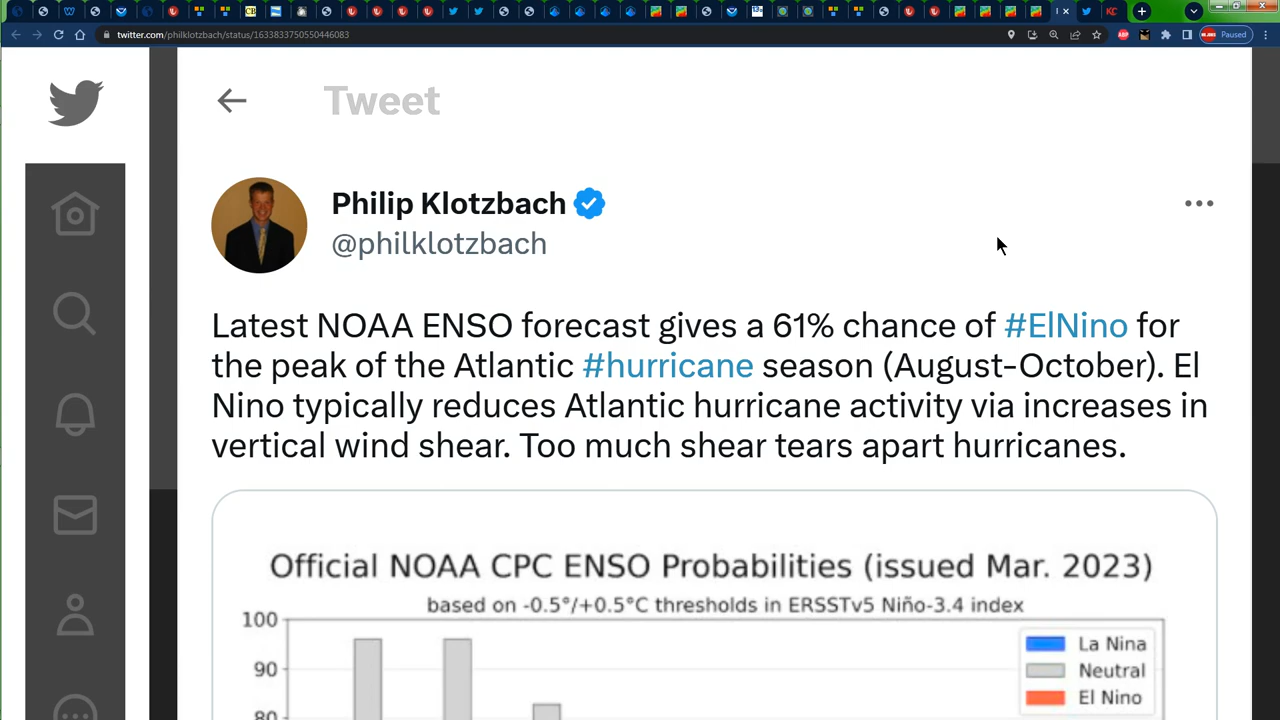 twitter.com/philklotzbach/status/1633833750550446083
Paused
Tweet
Philip Klotzbach
@philklotzbach
Latest NOAA ENSO forecast gives a 61% chance of #ElNino for
the peak of the Atlantic #hurricane season (August-October). El
Nino typically reduces Atlantic hurricane activity via increases in
vertical wind shear. Too much shear tears apart hurricanes.
Official NOAA CPC ENSO Probabilities (issued Mar. 2023)
based on -0.5°/+0.5°C thresholds in ERSSTv5 Niño-3.4 index
100
La Nina
90
Neutral
El Nino
80